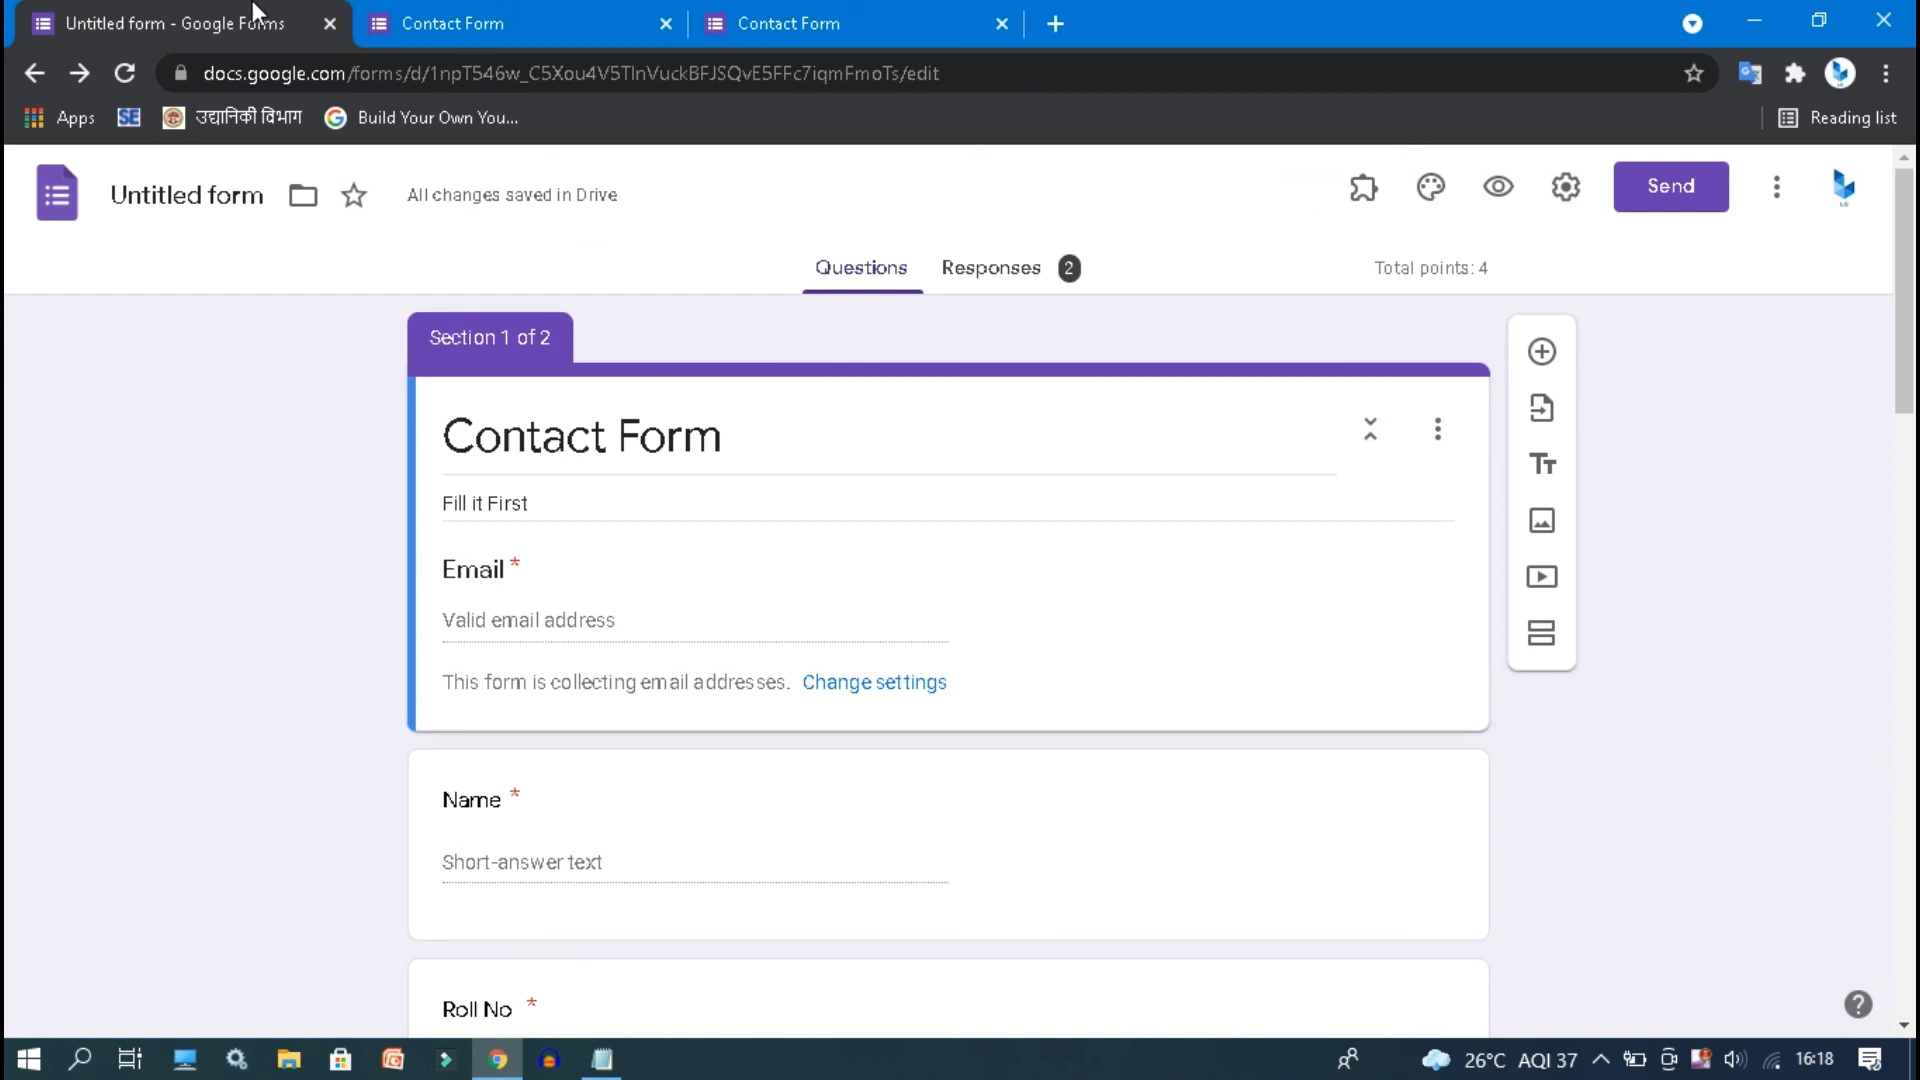 Untitled form - Google Forms
Contact Form
Contact Form
docs.google.com/forms/d/1npT546w_C5Xou4V5TlnVuckBFJSQvE5FFc7iqmFmoTs/edit
Apps
SE
उद्यानिकी विभाग
Build Your Own You...
Reading list
Untitled form
All changes saved in Drive
Send
Questions
Responses 2
Total points: 4
Section 1 of 2
Contact Form
Fill it First
Email *
Valid email address
This form is collecting email addresses. Change settings
Name *
Short-answer text
Roll No *
26°C AQI 37
16:18